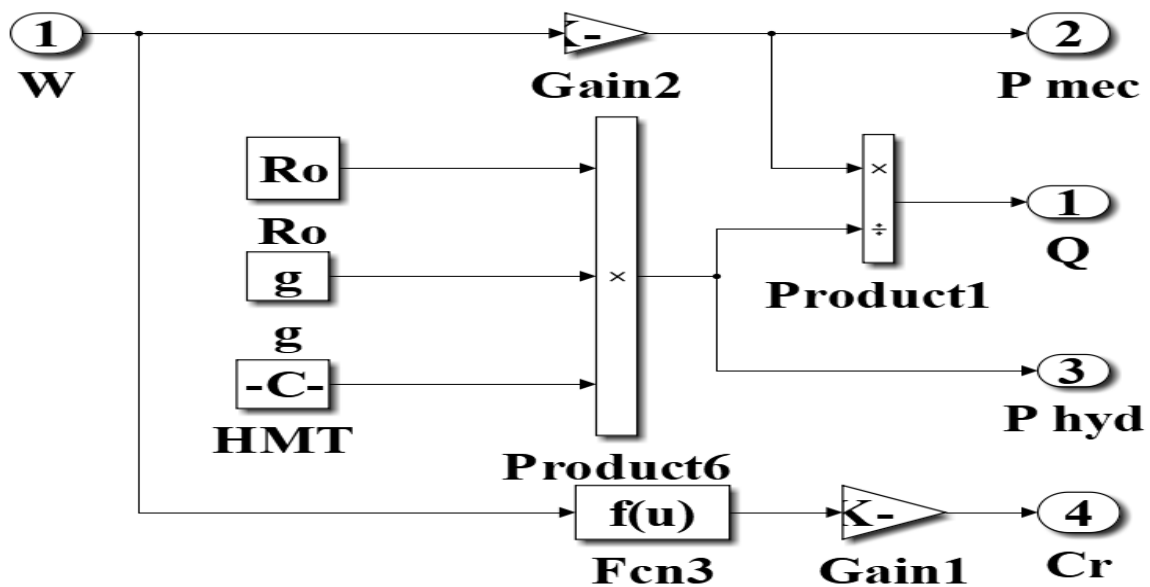 1
W
K-
Gain2
2
P mec
Ro
Ro
g
g
-C-
HMT
×
Product6
×
÷
Product1
1
Q
3
P hyd
f(u)
Fcn3
K-
Gain1
4
Cr